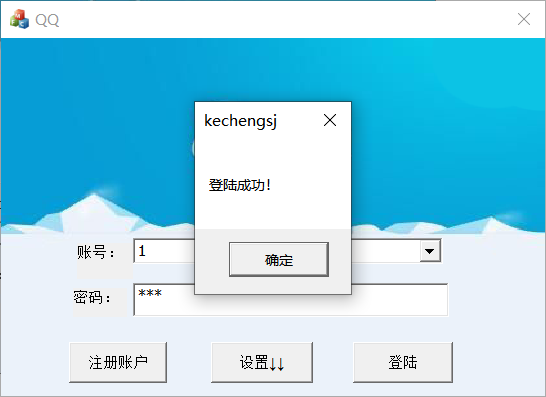 QQ
kechengsj
登陆成功！
确定
账号：
1
密码：
***
注册账户
设置↓↓
登陆